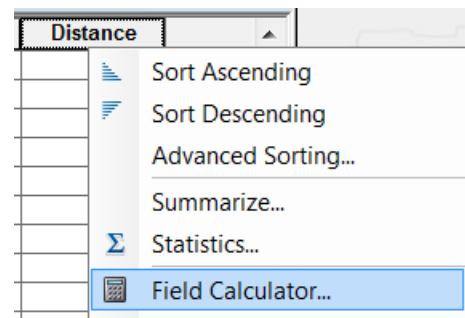 Distance
Sort Ascending
Sort Descending
Advanced Sorting...
Summarize...
Σ Statistics...
Field Calculator...